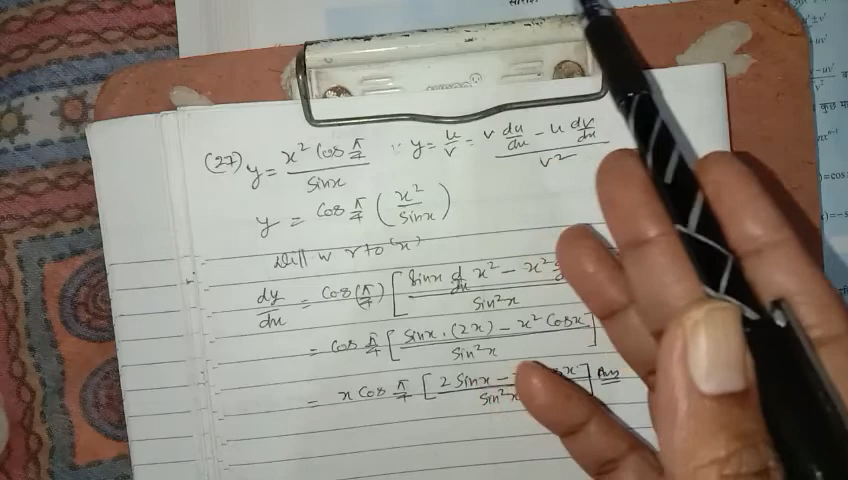 (27) y = x² Cos π/4 / Sinx ∵ y = u/v = v du/dx - u dv/dx / v²
y = Cos π/4 ( x² / Sinx )
Diff w r to (x)
dy/dx = Cos(π/4) [ Sinx d/dx x² - x² / Sin²x
= Cos π/4 [ Sinx . (2x) - x² Cosx / Sin²x ]
= x Cos π/4 [ 2 Sinx - / Sin²x ] Ans